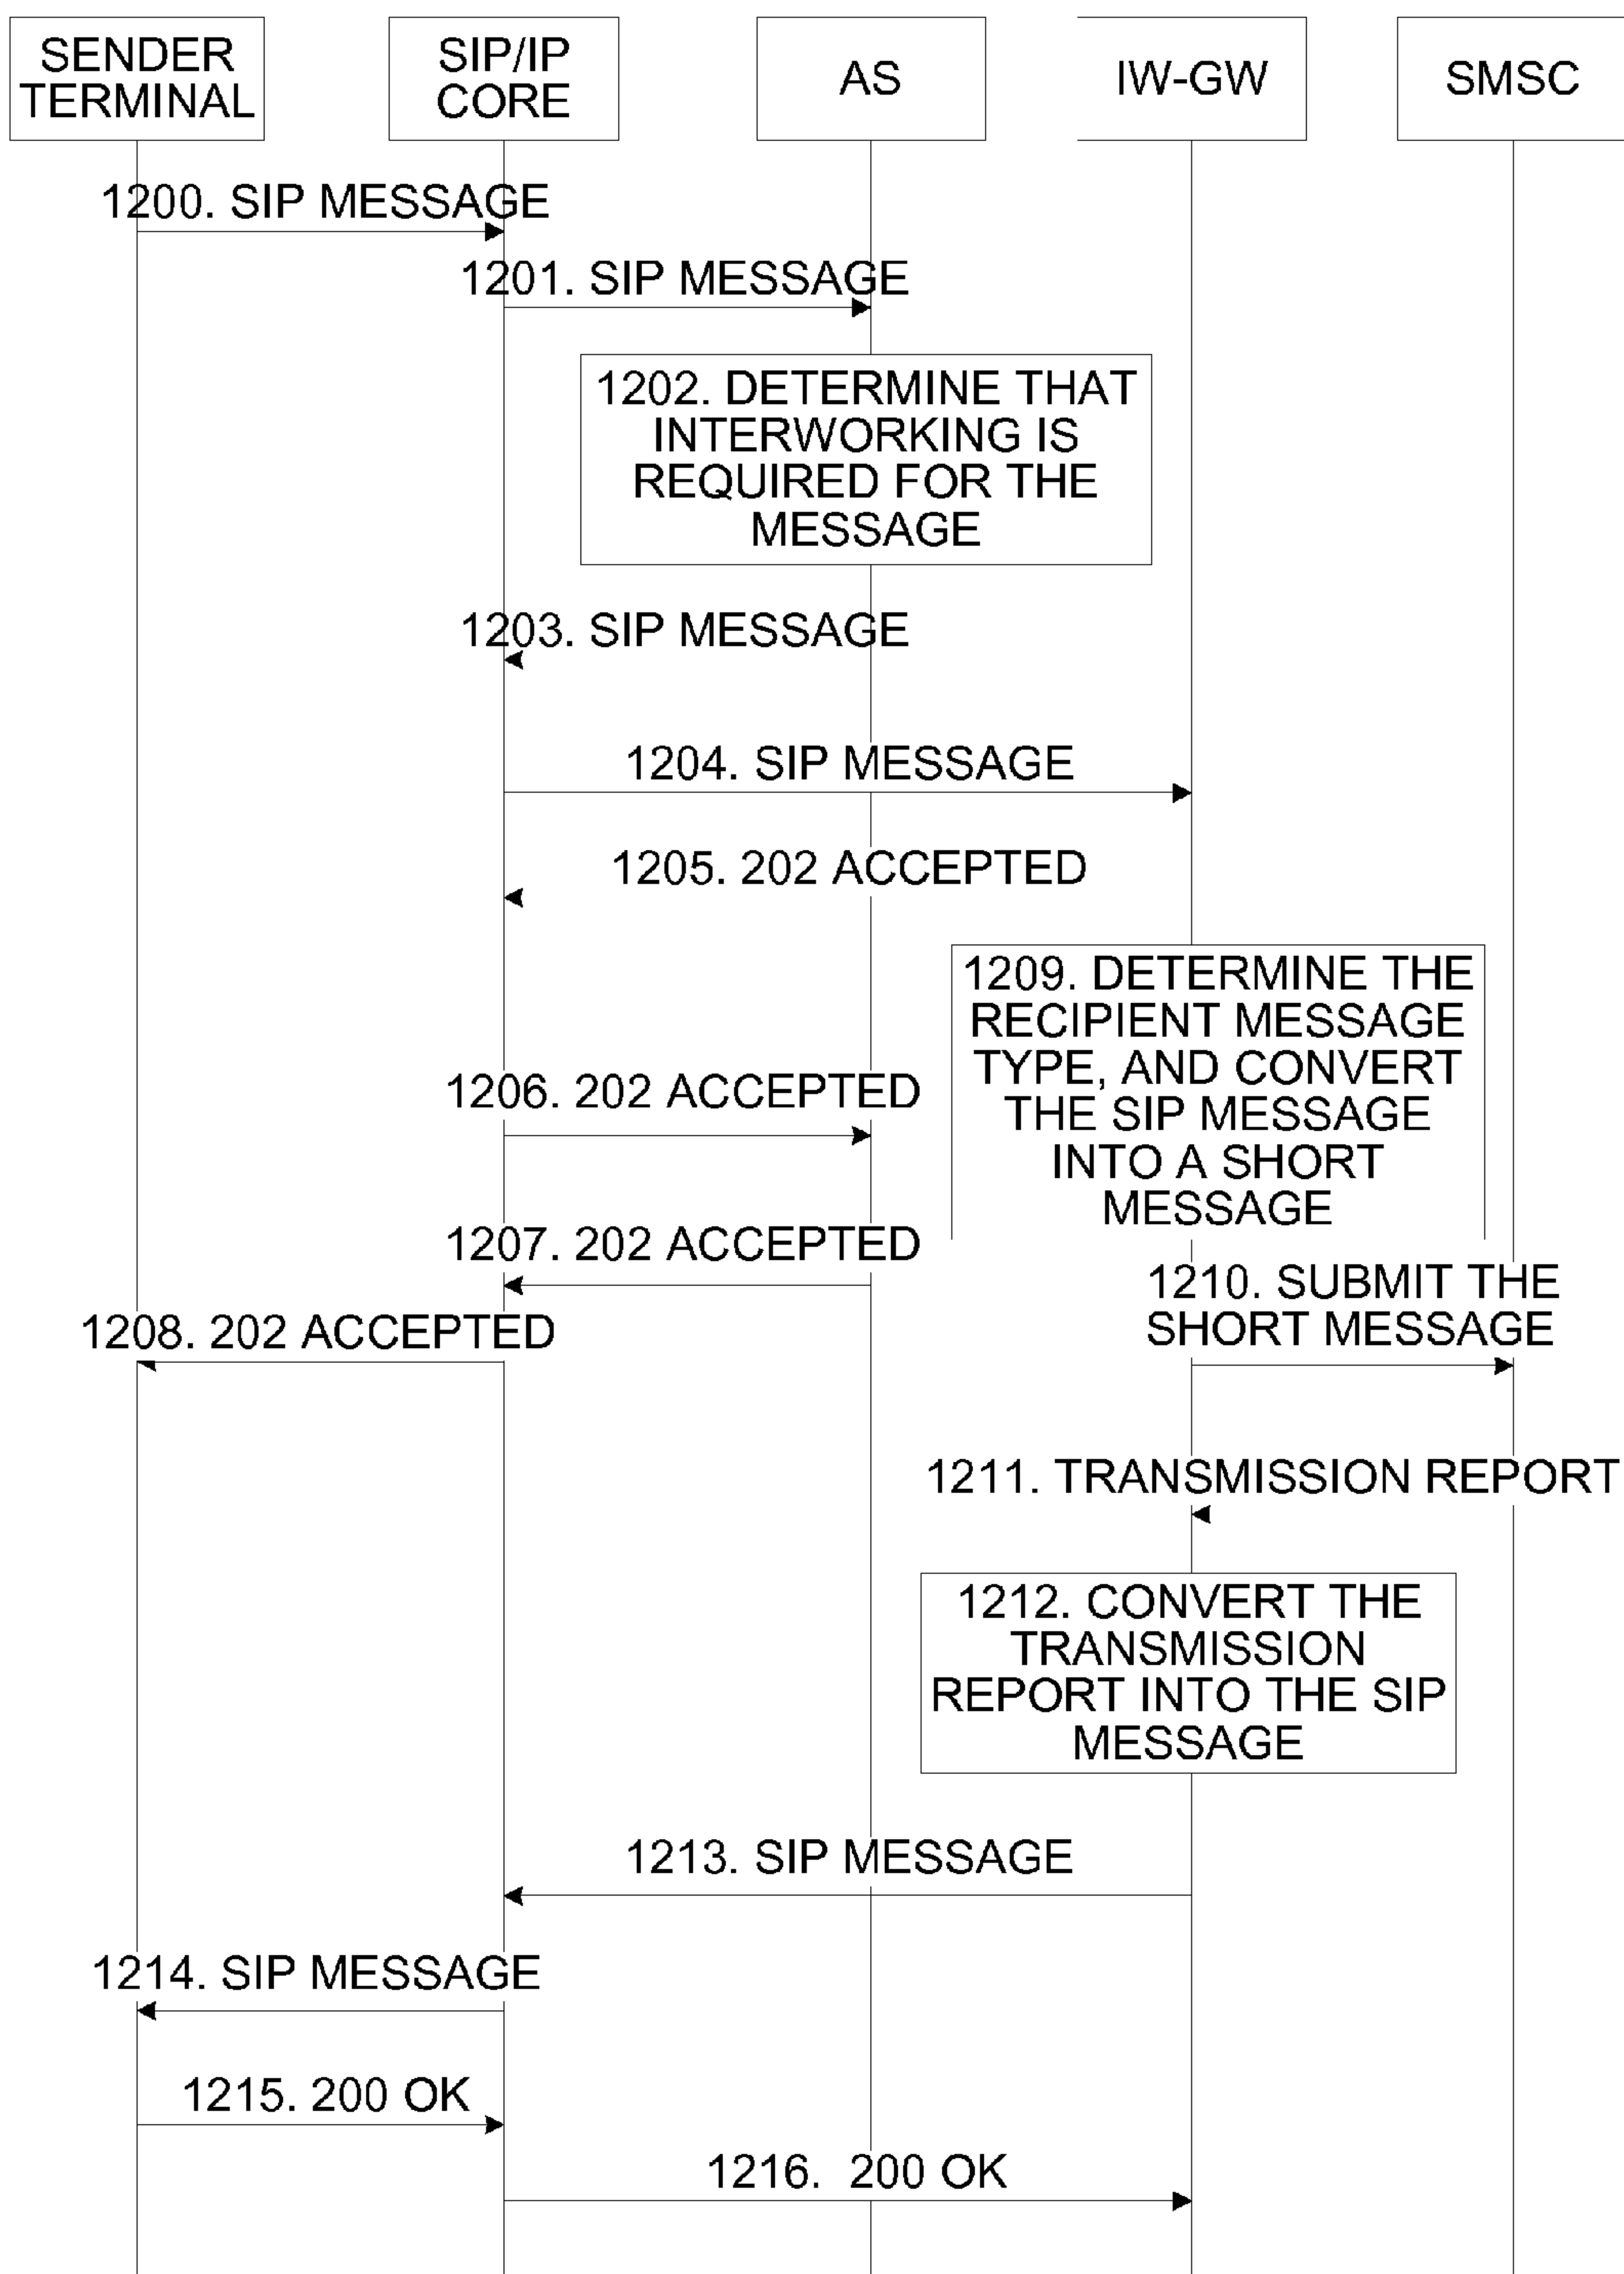 SENDER
TERMINAL
SIP/IP
CORE
AS
IW-GW
SMSC
1200. SIP MESSAGE
1201. SIP MESSAGE
1202. DETERMINE THAT
INTERWORKING IS
REQUIRED FOR THE
MESSAGE
1203. SIP MESSAGE
1204. SIP MESSAGE
1205. 202 ACCEPTED
1209. DETERMINE THE
RECIPIENT MESSAGE
TYPE, AND CONVERT
THE SIP MESSAGE
INTO A SHORT
MESSAGE
1206. 202 ACCEPTED
1207. 202 ACCEPTED
1210. SUBMIT THE
SHORT MESSAGE
1208. 202 ACCEPTED
1211. TRANSMISSION REPORT
1212. CONVERT THE
TRANSMISSION
REPORT INTO THE SIP
MESSAGE
1213. SIP MESSAGE
1214. SIP MESSAGE
1215. 200 OK
1216. 200 OK